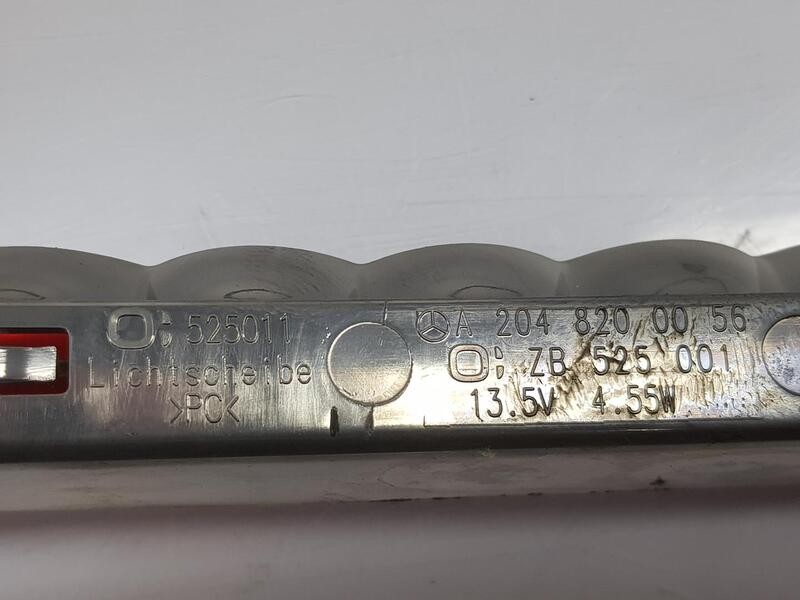 525011
Lichtscheibe
>PC<
A 204 820 00 56
ZB 525 001
13.5V 4.55W